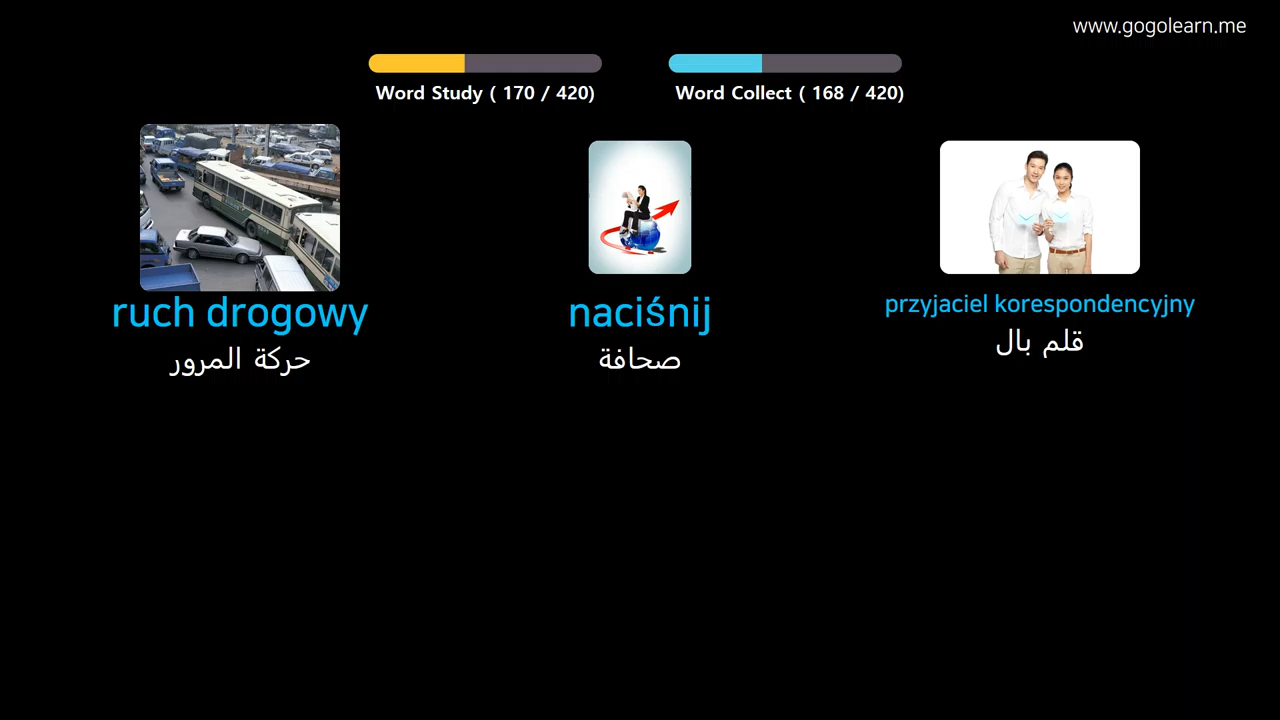 www.gogolearn.me
Word Study ( 170 / 420)
Word Collect ( 168 / 420)
ruch drogowy
حركة المرور
naciśnij
صحافة
przyjaciel korespondencyjny
قلم بال